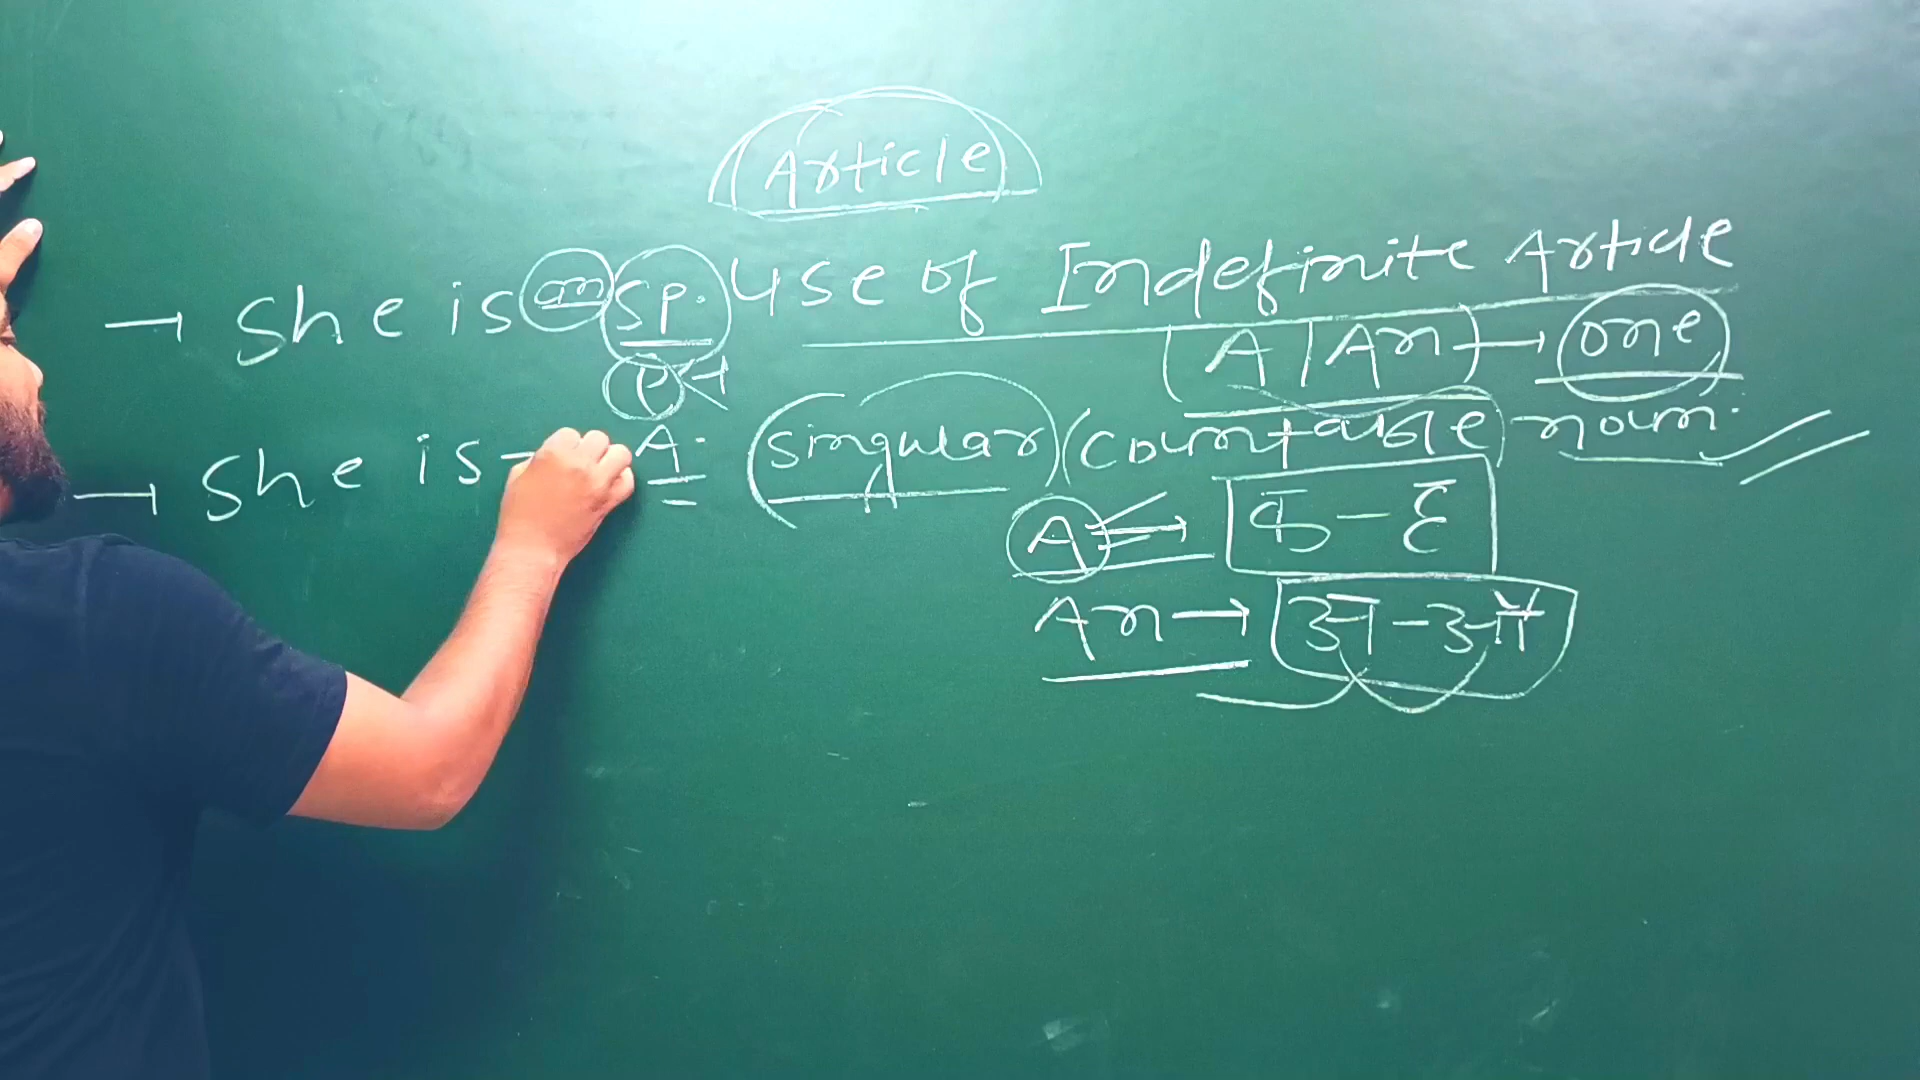 Article
→ She is an SP. Use of Indefinite Article
(A | An) → one
P
→ She is A. (singular) (countable) noun.
A → क - ह
An → अ - औ